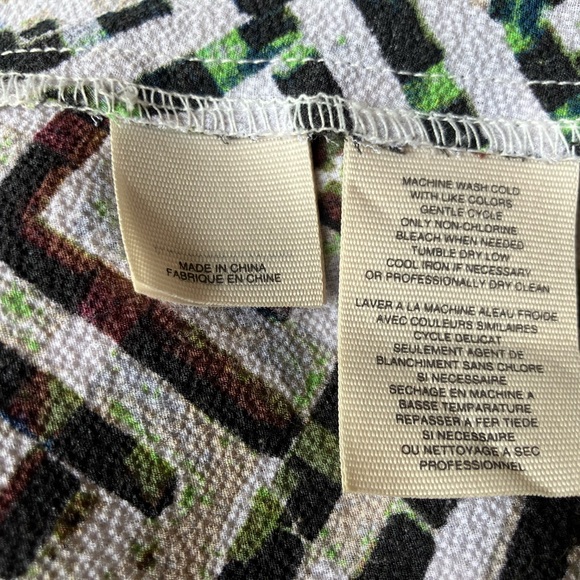 MADE IN CHINA
FABRIQUE EN CHINE
MACHINE WASH COLD
WITH LIKE COLORS
GENTLE CYCLE
ONLY NON-CHLORINE
BLEACH WHEN NEEDED
TUMBLE DRY LOW
COOL IRON IF NECESSARY
OR PROFESSIONALLY DRY CLEAN
LAVER A LA MACHINE ALEAU FROIDE
AVEC COULEURS SIMILAIRES
CYCLE DELICAT
SEULEMENT AGENT DE
BLANCHIMENT SANS CHLORE
SI NECESSAIRE
SECHAGE EN MACHINE A
BASSE TEMPARATURE
REPASSER A FER TIEDE
SI NECESSAIRE
OU NETTOYAGE A SEC
PROFESSIONNEL